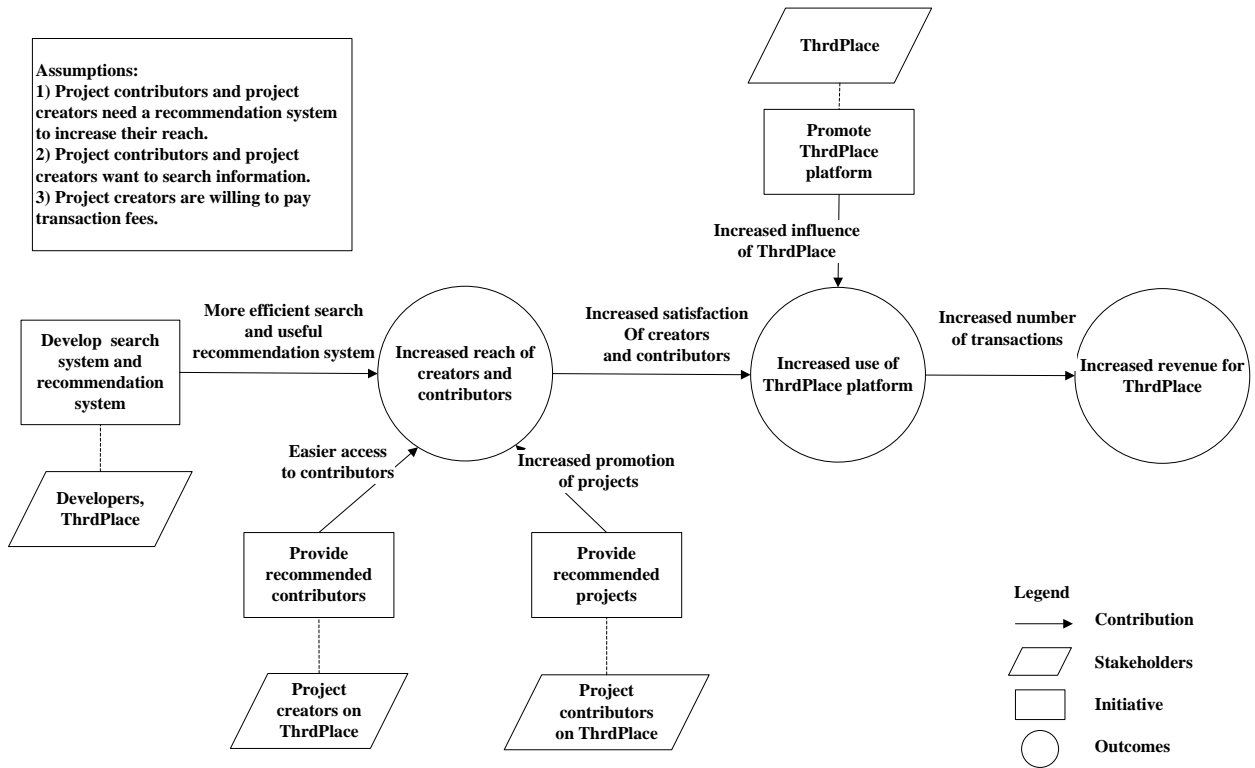 ThrdPlace
Assumptions:
1) Project contributors and project
creators need a recommendation system
to increase their reach.
2) Project contributors and project
creators want to search information.
3) Project creators are willing to pay
transaction fees.
Promote
ThrdPlace
platform
Increased influence
of ThrdPlace
Develop search
system and
recommendation
system
More efficient search
and useful
recommendation system
Increased reach of
creators and
contributors
Increased satisfaction
Of creators
and contributors
Increased use of
ThrdPlace platform
Increased number
of transactions
Increased revenue for
ThrdPlace
Developers,
ThrdPlace
Easier access
to contributors
Increased promotion
of projects
Provide
recommended
contributors
Provide
recommended
projects
Project
creators on
ThrdPlace
Project
contributors
on ThrdPlace
Legend
Contribution
Stakeholders
Initiative
Outcomes